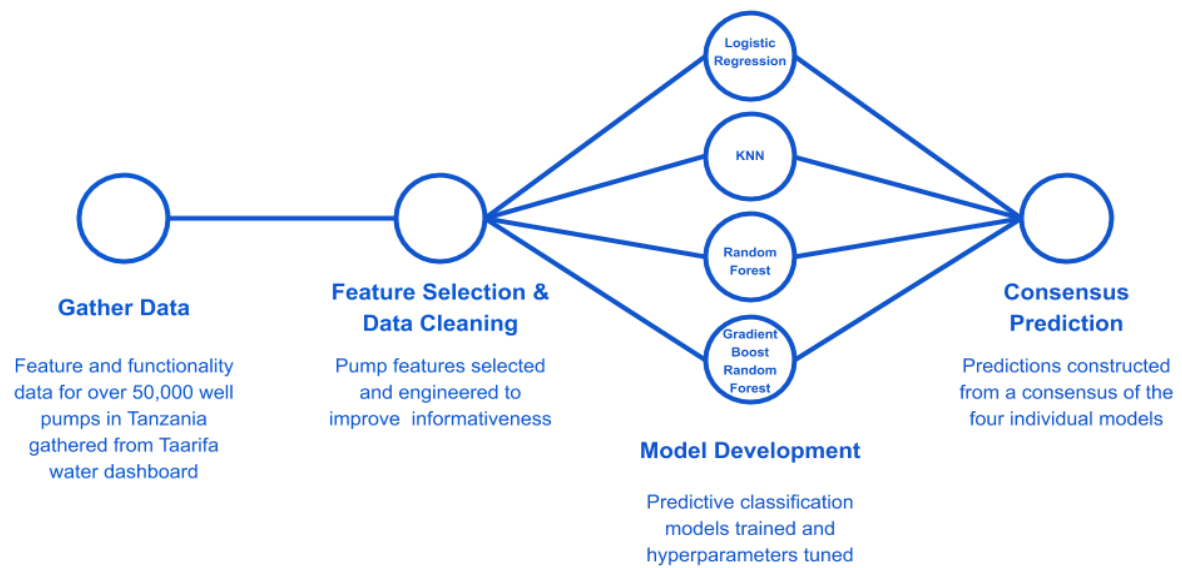 Logistic
Regression
KNN
Random
Forest
Gradient
Boost
Random
Forest
Gather Data
Feature and functionality
data for over 50,000 well
pumps in Tanzania
gathered from Taarifa
water dashboard
Feature Selection &
Data Cleaning
Pump features selected
and engineered to
improve informativeness
Model Development
Predictive classification
models trained and
hyperparameters tuned
Consensus
Prediction
Predictions constructed
from a consensus of the
four individual models